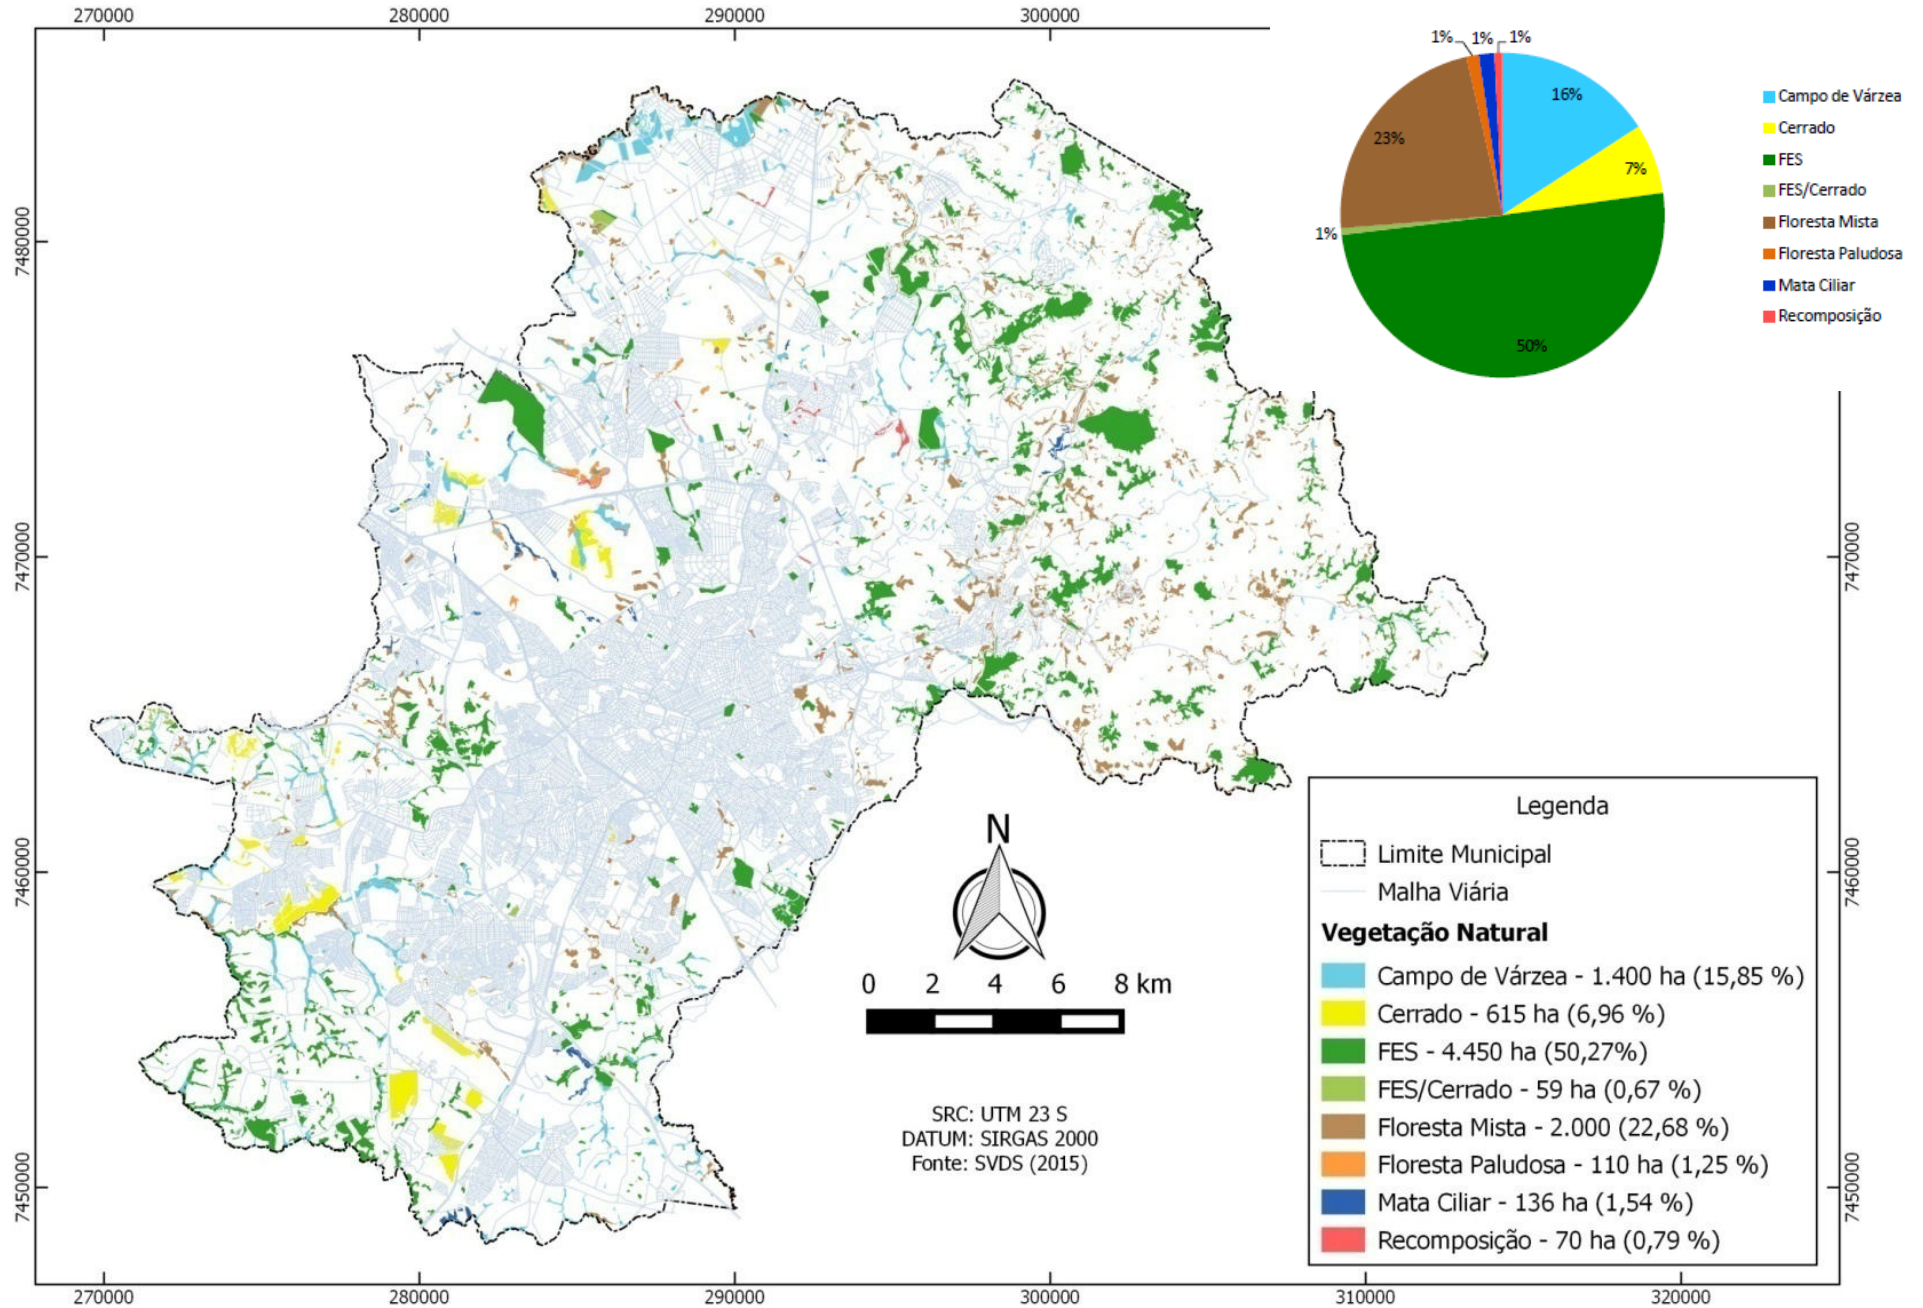 270000
280000
290000
300000
1%
1%
1%
16%
7%
50%
1%
23%
Campo de Várzea
Cerrado
FES
FES/Cerrado
Floresta Mista
Floresta Paludosa
Mata Ciliar
Recomposição
7480000
7470000
7460000
7450000
7470000
7460000
7450000
N
0 2 4 6 8 km
SRC: UTM 23 S
DATUM: SIRGAS 2000
Fonte: SVDS (2015)
Legenda
Limite Municipal
Malha Viária
Vegetação Natural
Campo de Várzea - 1.400 ha (15,85 %)
Cerrado - 615 ha (6,96 %)
FES - 4.450 ha (50,27%)
FES/Cerrado - 59 ha (0,67 %)
Floresta Mista - 2.000 (22,68 %)
Floresta Paludosa - 110 ha (1,25 %)
Mata Ciliar - 136 ha (1,54 %)
Recomposição - 70 ha (0,79 %)
270000
280000
290000
300000
310000
320000